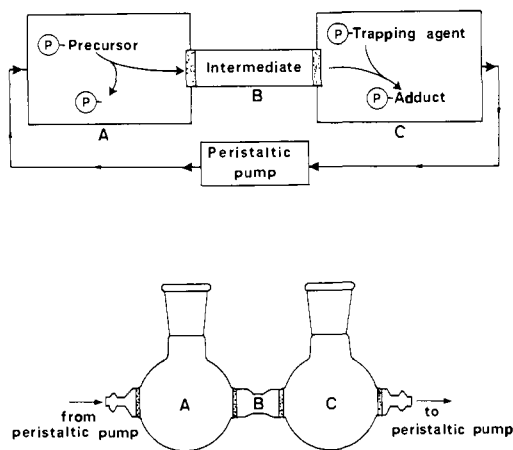 P -Precursor
P -
A
Intermediate
B
P -Trapping agent
P -Adduct
C
Peristaltic
pump
A
B
C
from
peristaltic pump
to
peristaltic pump